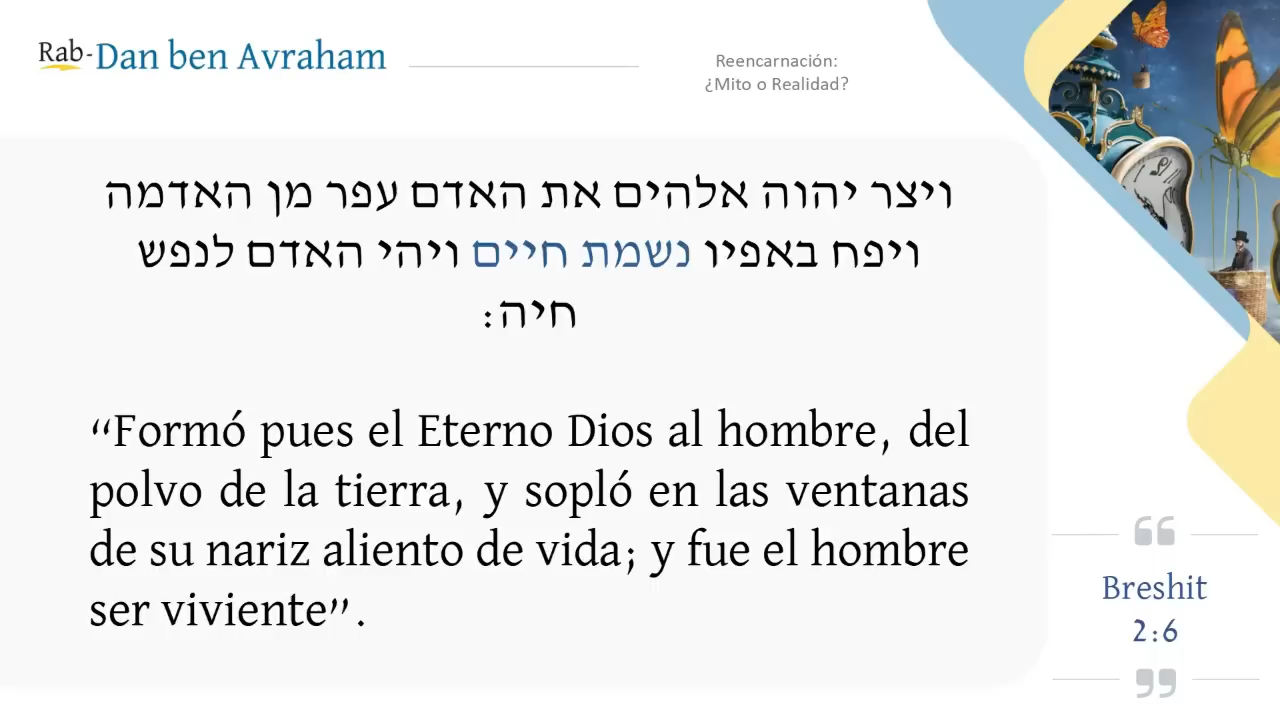 Rab-Dan ben Avraham
Reencarnación:
¿Mito o Realidad?
ויצר יהוה אלהים את האדם עפר מן האדמה
ויפח באפיו נשמת חיים ויהי האדם לנפש
חיה:
“Formó pues el Eterno Dios al hombre, del
polvo de la tierra, y sopló en las ventanas
de su nariz aliento de vida; y fue el hombre
ser viviente”.
Breshit
2:6